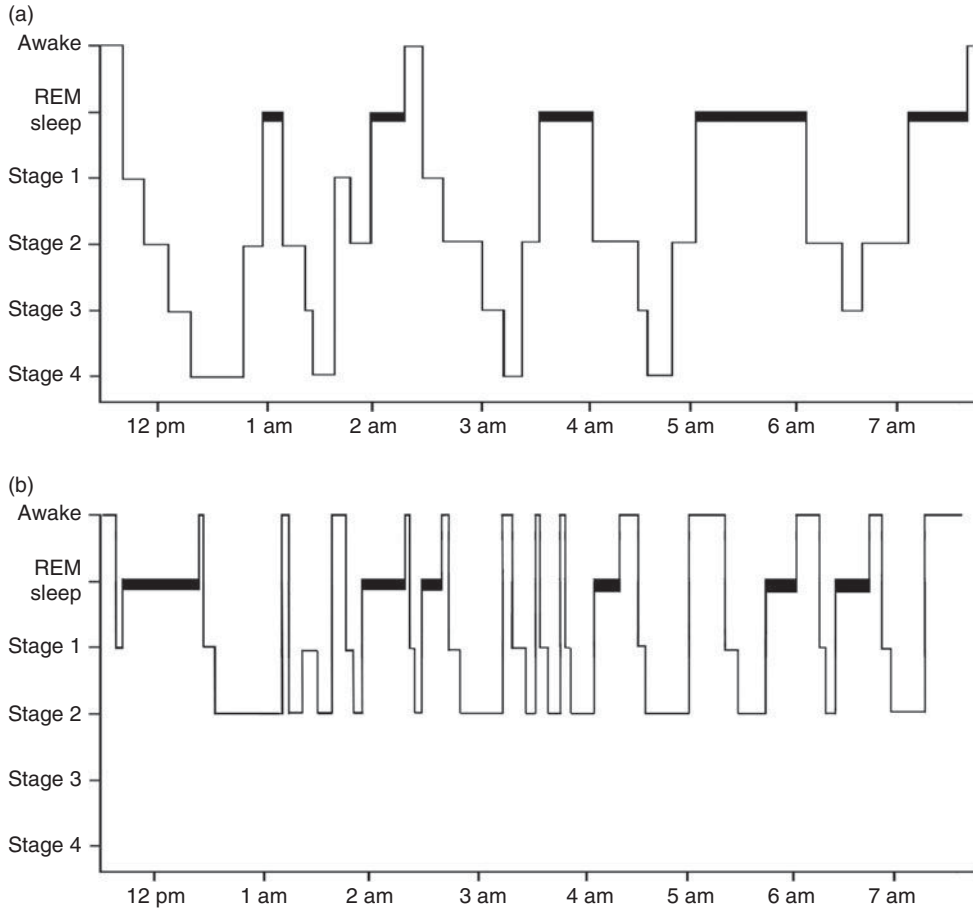 (a)
Awake
REM
sleep
Stage 1
Stage 2
Stage 3
Stage 4
12 pm 1 am 2 am 3 am 4 am 5 am 6 am 7 am
(b)
Awake
REM
sleep
Stage 1
Stage 2
Stage 3
Stage 4
12 pm 1 am 2 am 3 am 4 am 5 am 6 am 7 am